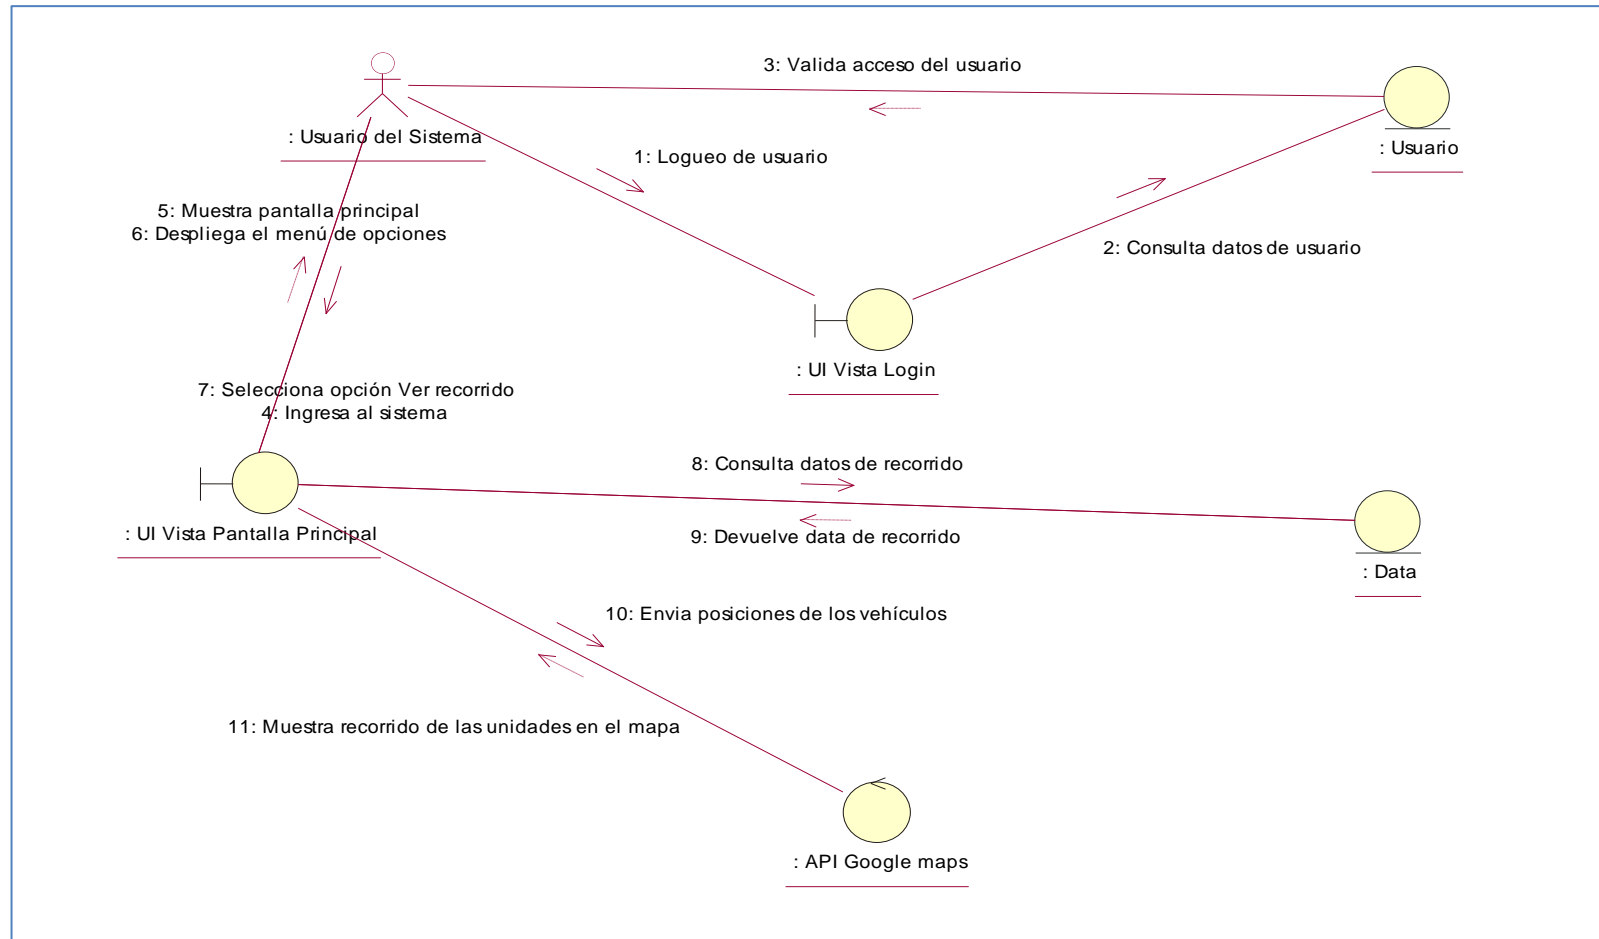 3: Valida acceso del usuario
: Usuario del Sistema
: Usuario
1: Logueo de usuario
5: Muestra pantalla principal
6: Despliega el menú de opciones
2: Consulta datos de usuario
: UI Vista Login
7: Selecciona opción Ver recorrido
4: Ingresa al sistema
8: Consulta datos de recorrido
: UI Vista Pantalla Principal
9: Devuelve data de recorrido
: Data
10: Envia posiciones de los vehículos
11: Muestra recorrido de las unidades en el mapa
: API Google maps